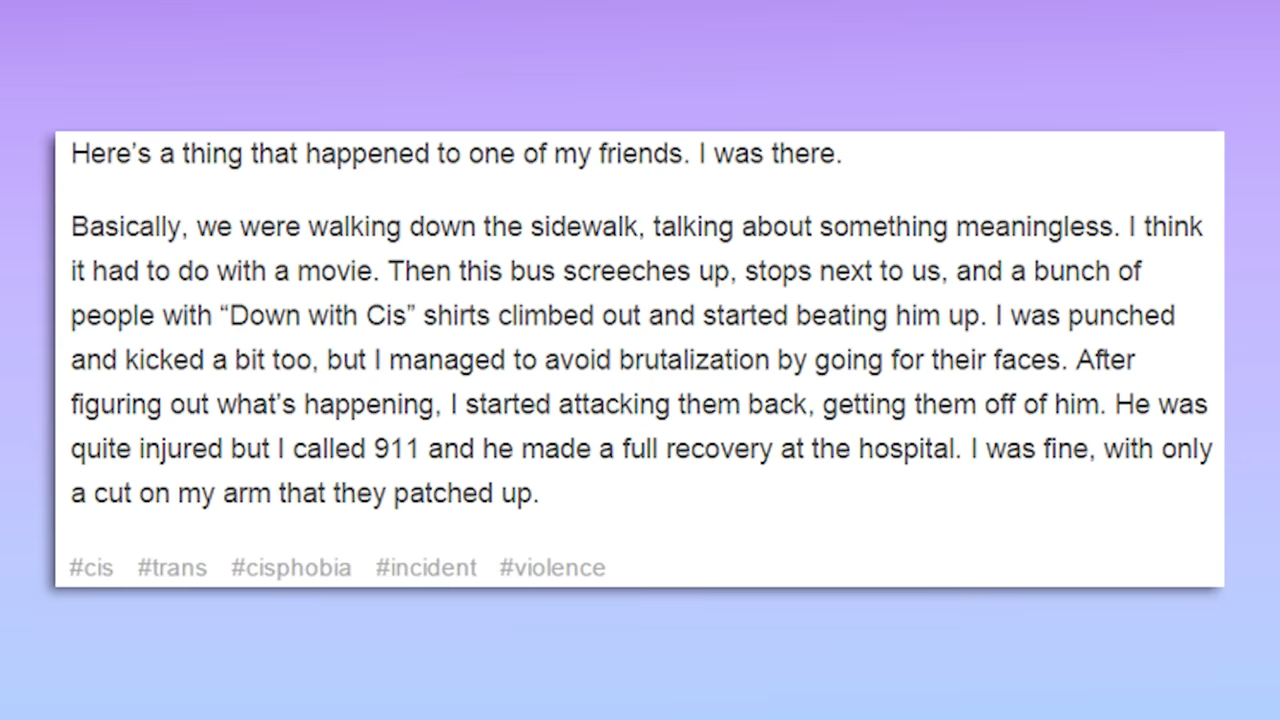 Here’s a thing that happened to one of my friends. I was there.
Basically, we were walking down the sidewalk, talking about something meaningless. I think
it had to do with a movie. Then this bus screeches up, stops next to us, and a bunch of
people with “Down with Cis” shirts climbed out and started beating him up. I was punched
and kicked a bit too, but I managed to avoid brutalization by going for their faces. After
figuring out what’s happening, I started attacking them back, getting them off of him. He was
quite injured but I called 911 and he made a full recovery at the hospital. I was fine, with only
a cut on my arm that they patched up.
#cis #trans #cisphobia #incident #violence